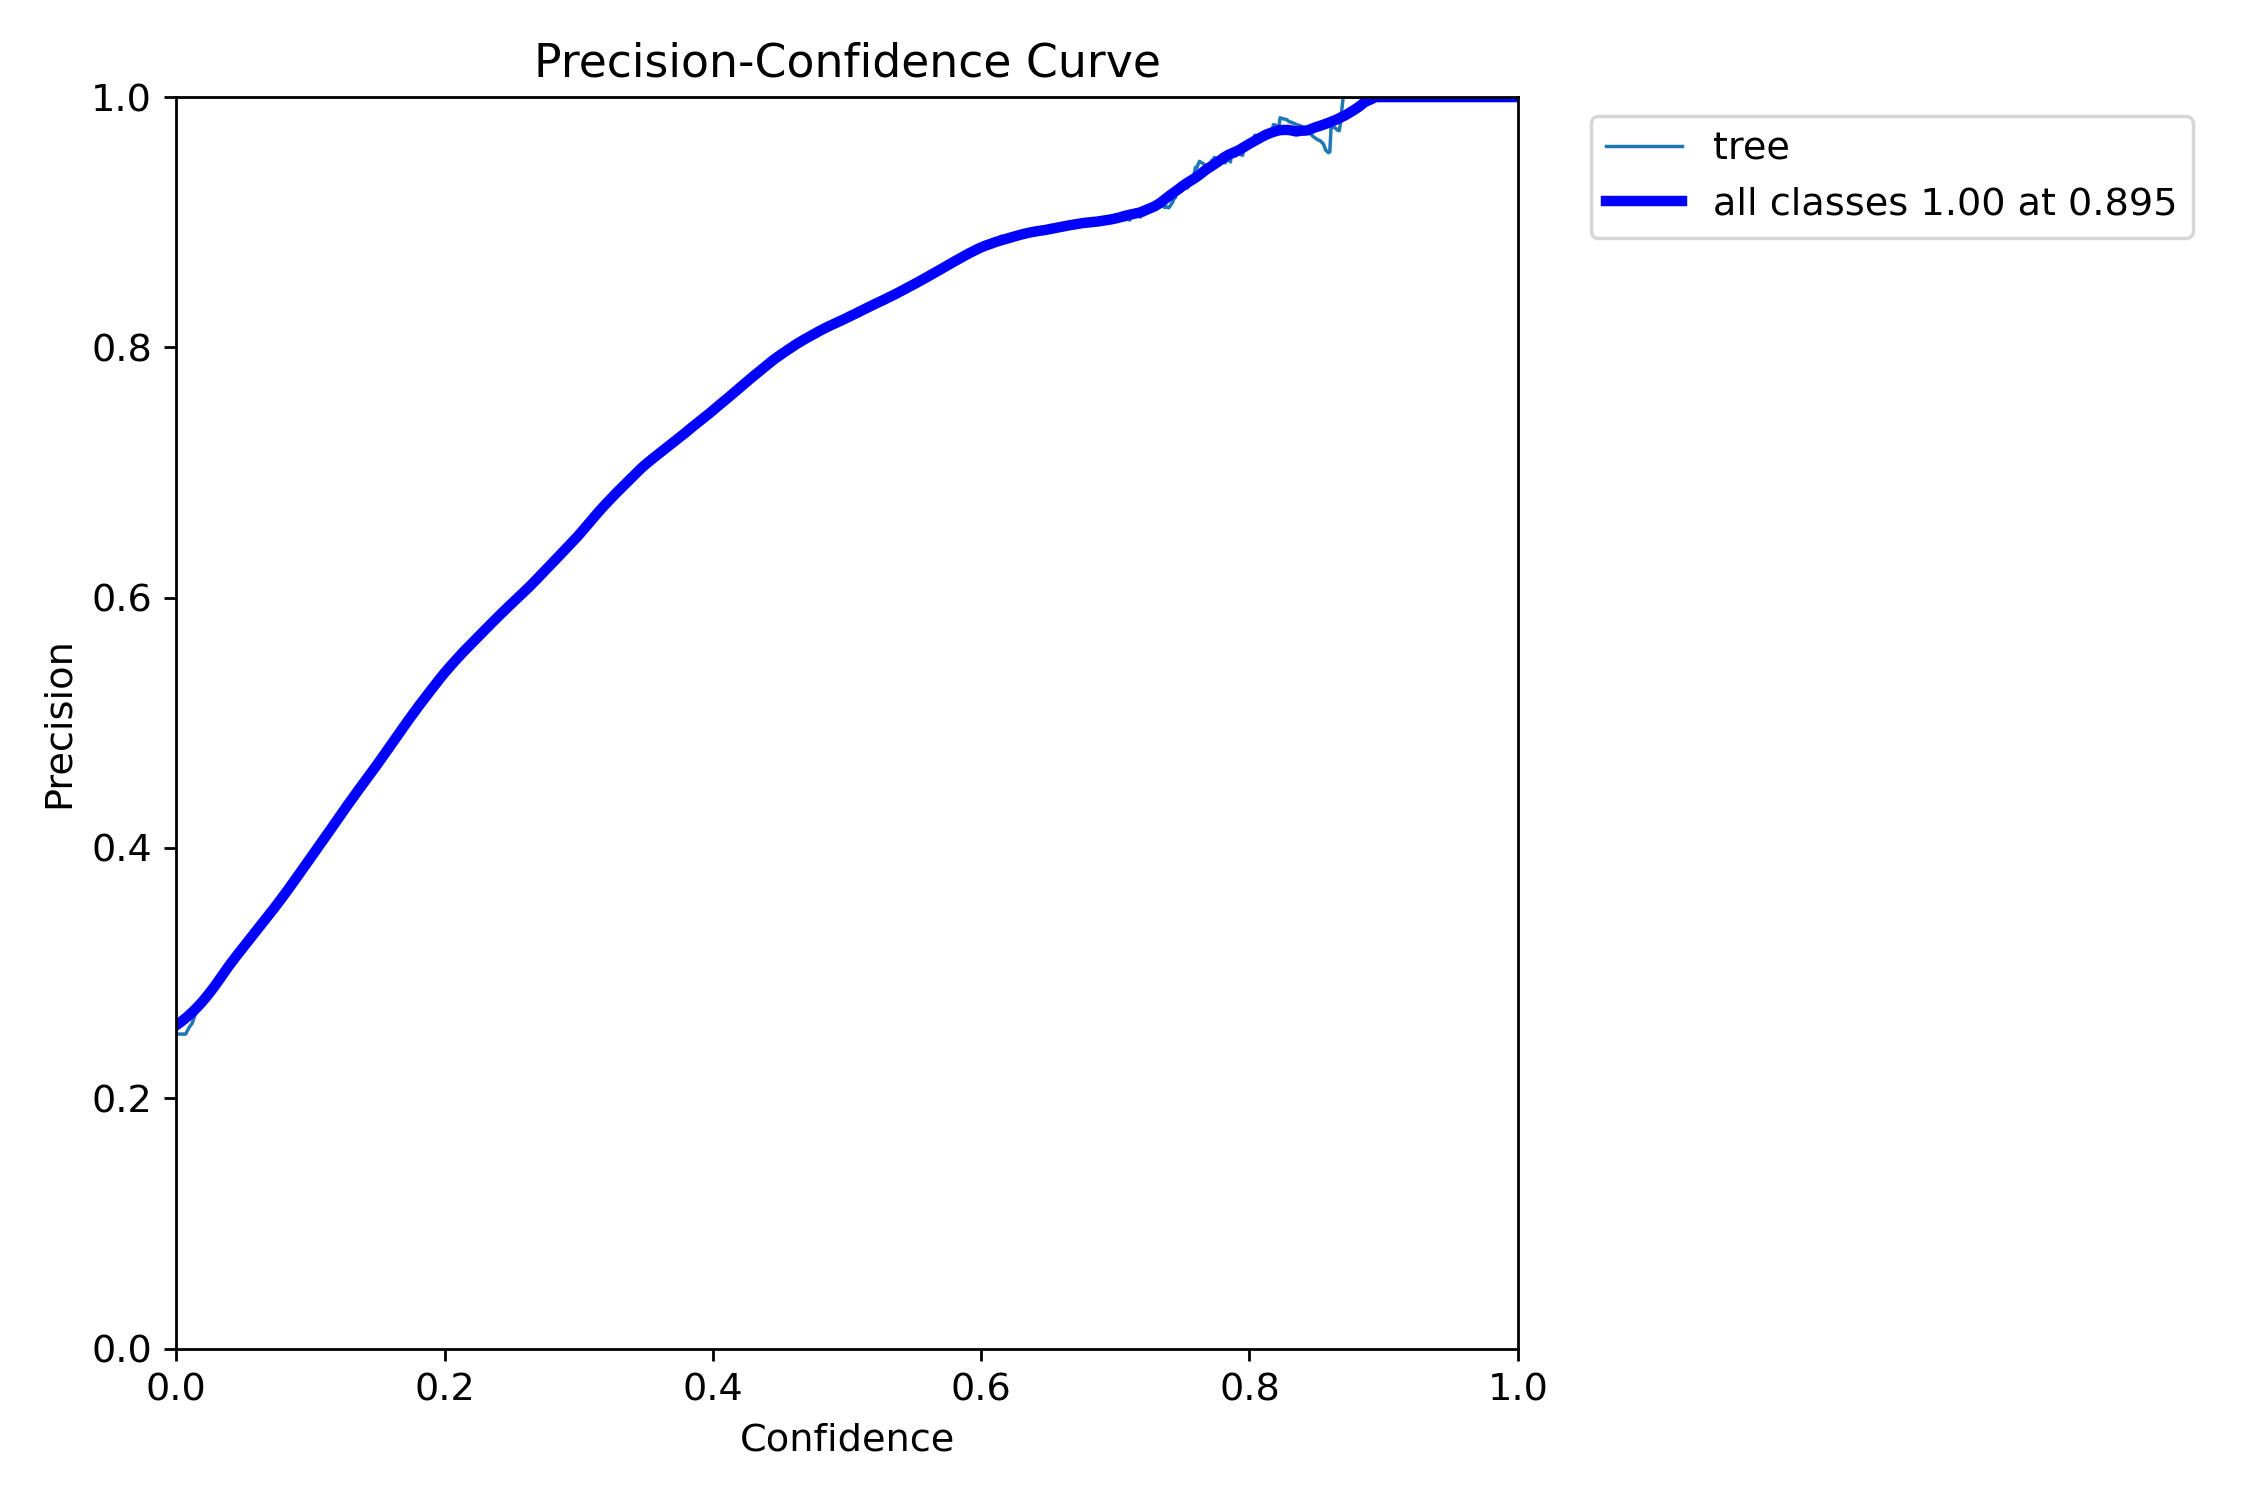 Precision-Confidence Curve
tree
all classes 1.00 at 0.895
Precision
1.0
0.8
0.6
0.4
0.2
0.0
0.0 0.2 0.4 0.6 0.8 1.0
Confidence